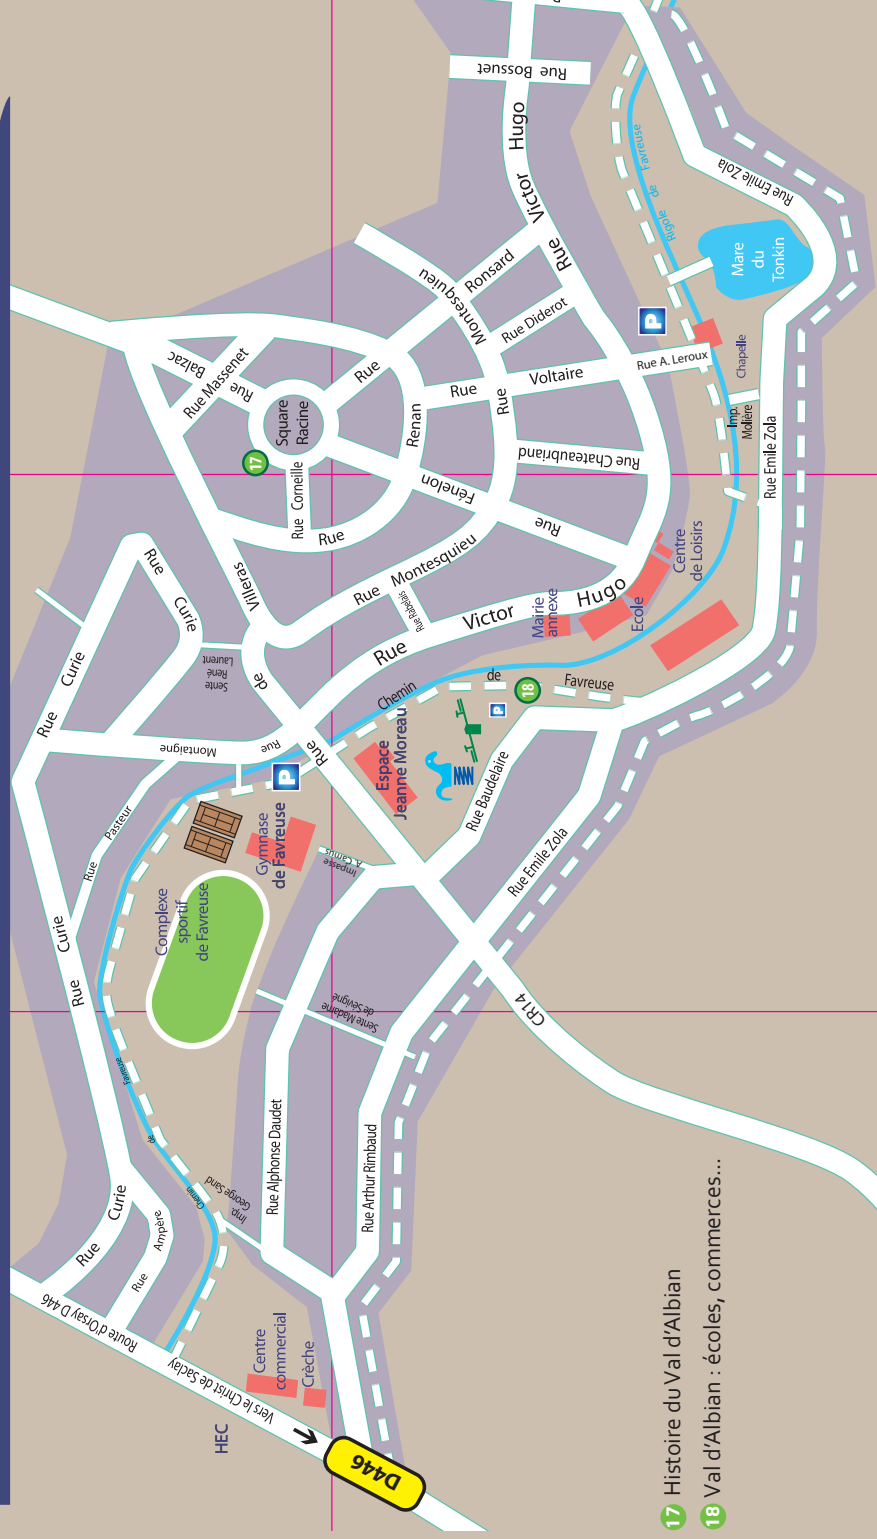 Rue Bossuet
Rue Victor Hugo
Rigole de Favreuse
Rue Emile Zola
Mare
du
Tonkin
P
Chapelle
Rue A. Leroux
Imp.
Molière
Rue Emile Zola
Rue Ronsard
Montesquieu
Rue Diderot
Rue Voltaire
Rue Chateaubriand
Rue Balzac
Rue Massenet
Square
Racine
17
Rue Corneille
Rue Renan
Rue Fénelon
Rue Montesquieu
Rue Rabelais
Rue Victor Hugo
Mairie
annexe
Ecole
Centre
de Loisirs
Rue de Villeras
Rue Curie
Rue Curie
Sente
René
Laurent
Rue Montaigne
Rue Pasteur
Chemin de Favreuse
18
P
P
Espace
Jeanne Moreau
Rue Baudelaire
Rue Emile Zola
Gymnase
de Favreuse
Impasse
A. Camus
Complexe
sportif
de Favreuse
Sente Madame
de Sévigné
CR14
Rue Curie
Chemin de Favreuse
Rue Alphonse Daudet
Rue Arthur Rimbaud
Imp.
George Sand
Rue Curie
Rue Ampère
Route d'Orsay D 446
Vers le Christ de Saclay
Centre
commercial
Crèche
HEC
D446
17 Histoire du Val d'Albian
18 Val d'Albian : écoles, commerces...